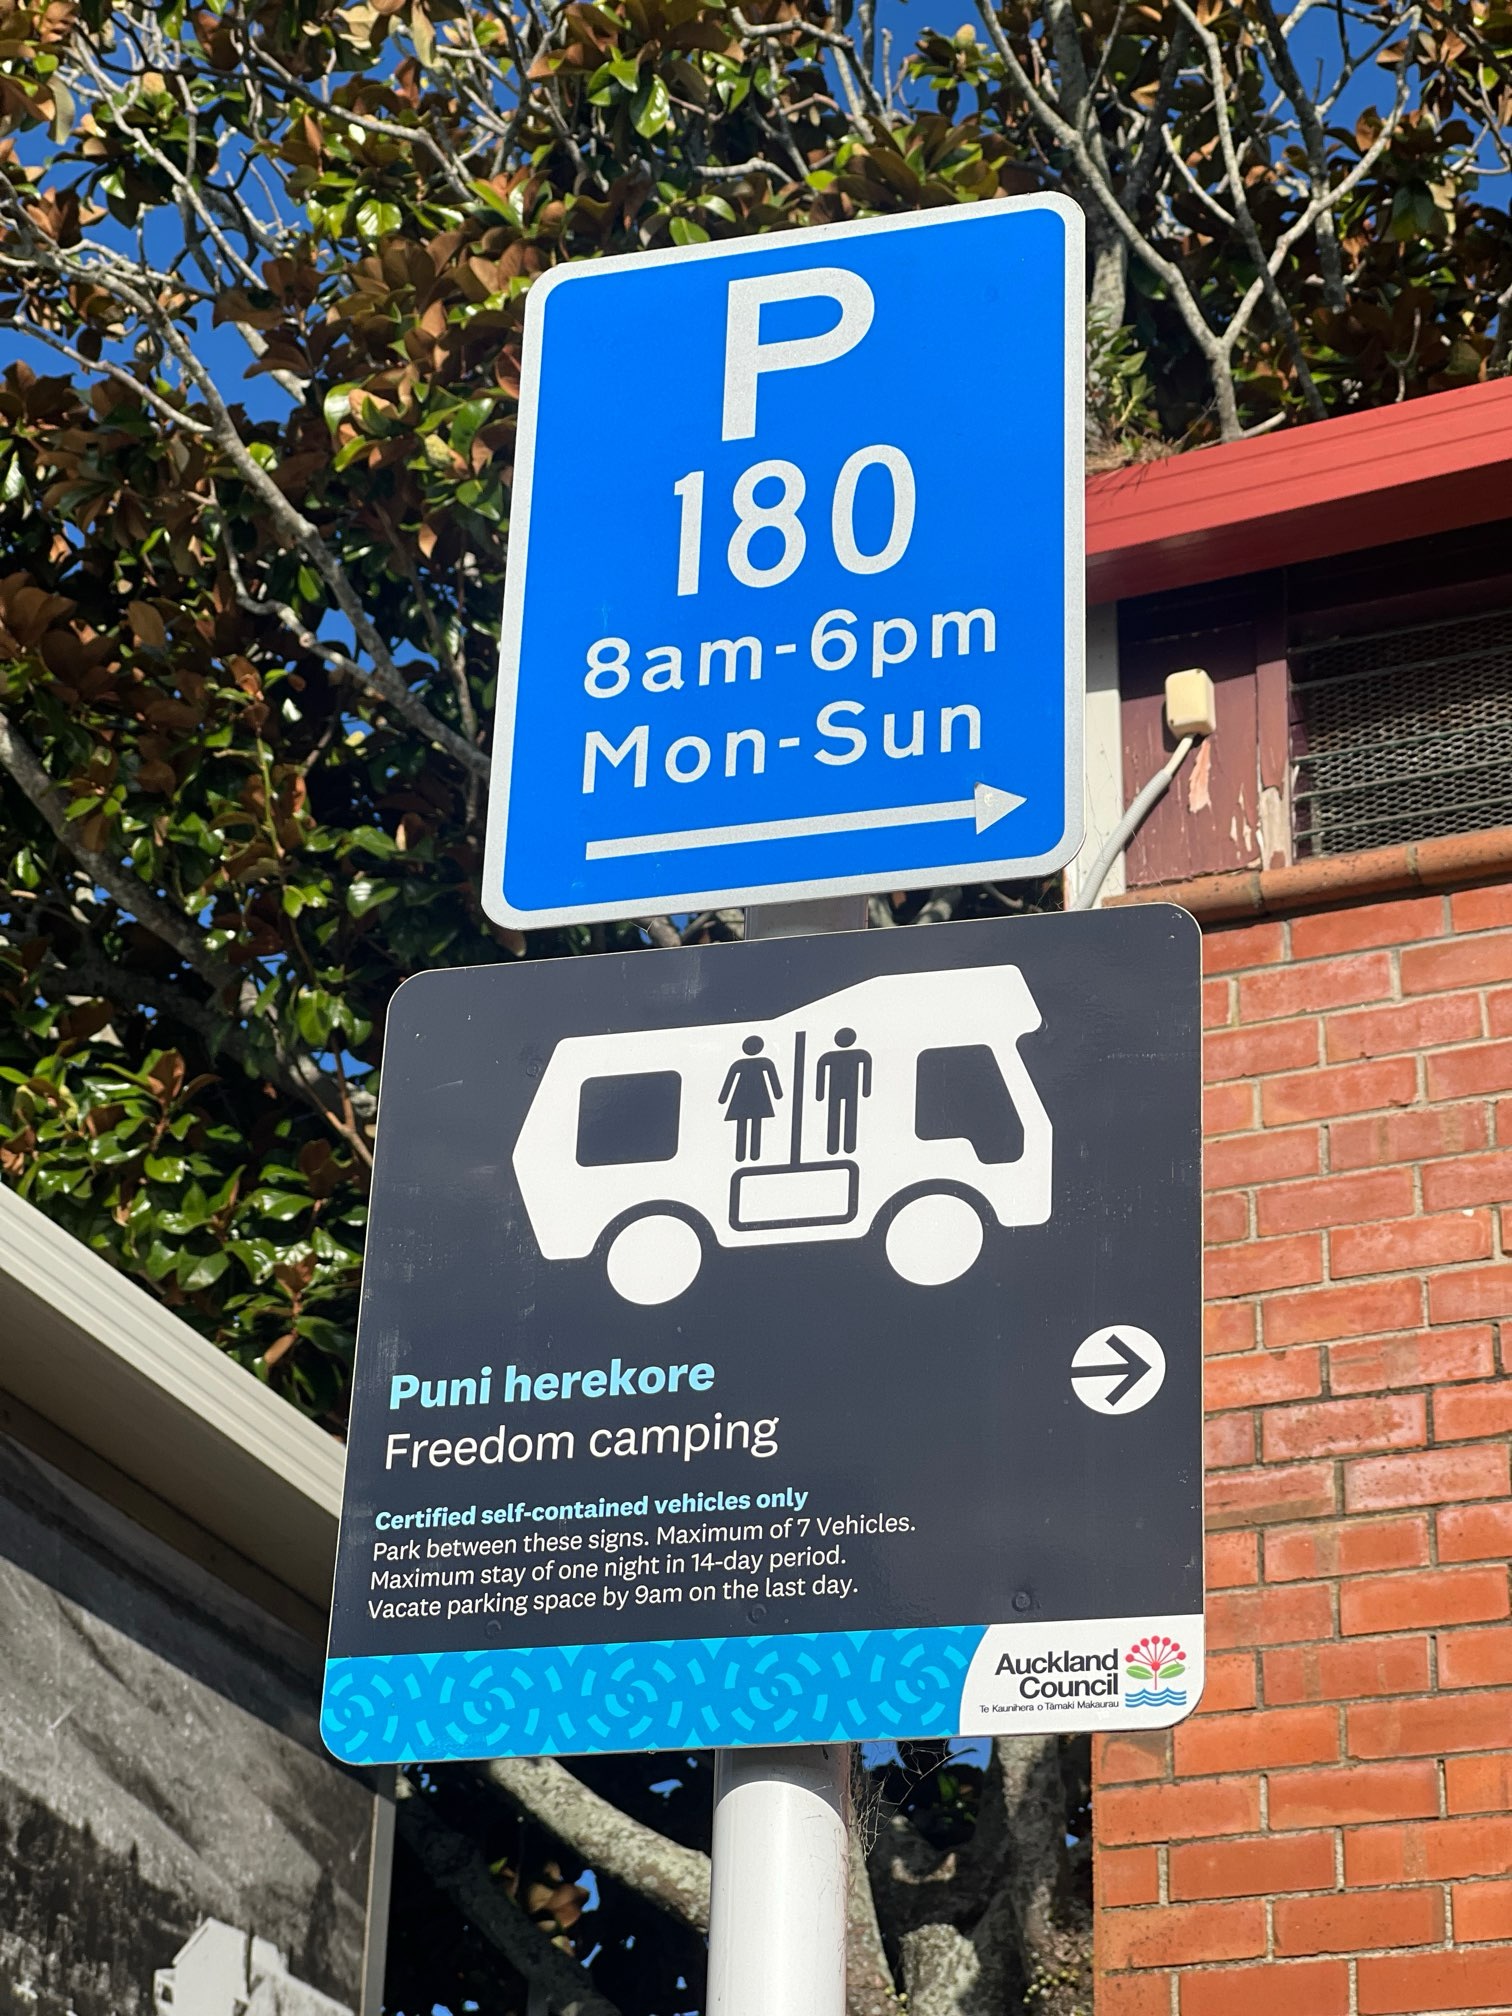 P
180
8am-6pm
Mon-Sun
Puni herekore
Freedom camping
Certified self-contained vehicles only
Park between these signs. Maximum of 7 Vehicles.
Maximum stay of one night in 14-day period.
Vacate parking space by 9am on the last day.
Auckland
Council
Te Kaunihera o Tāmaki Makaurau